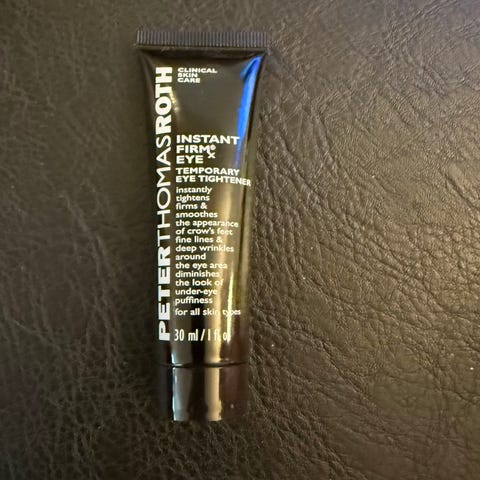 PETERTHOMASROTH
CLINICAL
SKIN
CARE
INSTANT
FIRMx®
EYE
TEMPORARY
EYE TIGHTENER
instantly
tightens
firms &
smoothes
the appearance
of crow's feet
fine lines &
deep wrinkles
around
the eye area
diminishes
the look of
under-eye
puffiness
for all skin types
30 ml / 1 fl oz